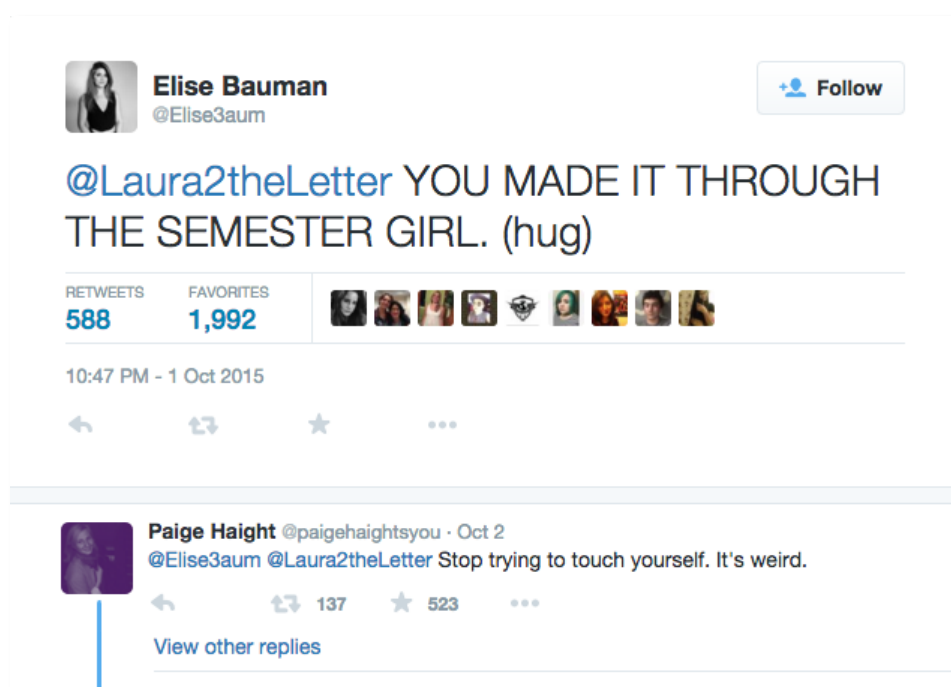 Elise Bauman
@Elise3aum
Follow
@Laura2theLetter YOU MADE IT THROUGH
THE SEMESTER GIRL. (hug)
RETWEETS FAVORITES
588 1,992
10:47 PM - 1 Oct 2015
Paige Haight @paigehaightsyou · Oct 2
@Elise3aum @Laura2theLetter Stop trying to touch yourself. It's weird.
137 523
View other replies